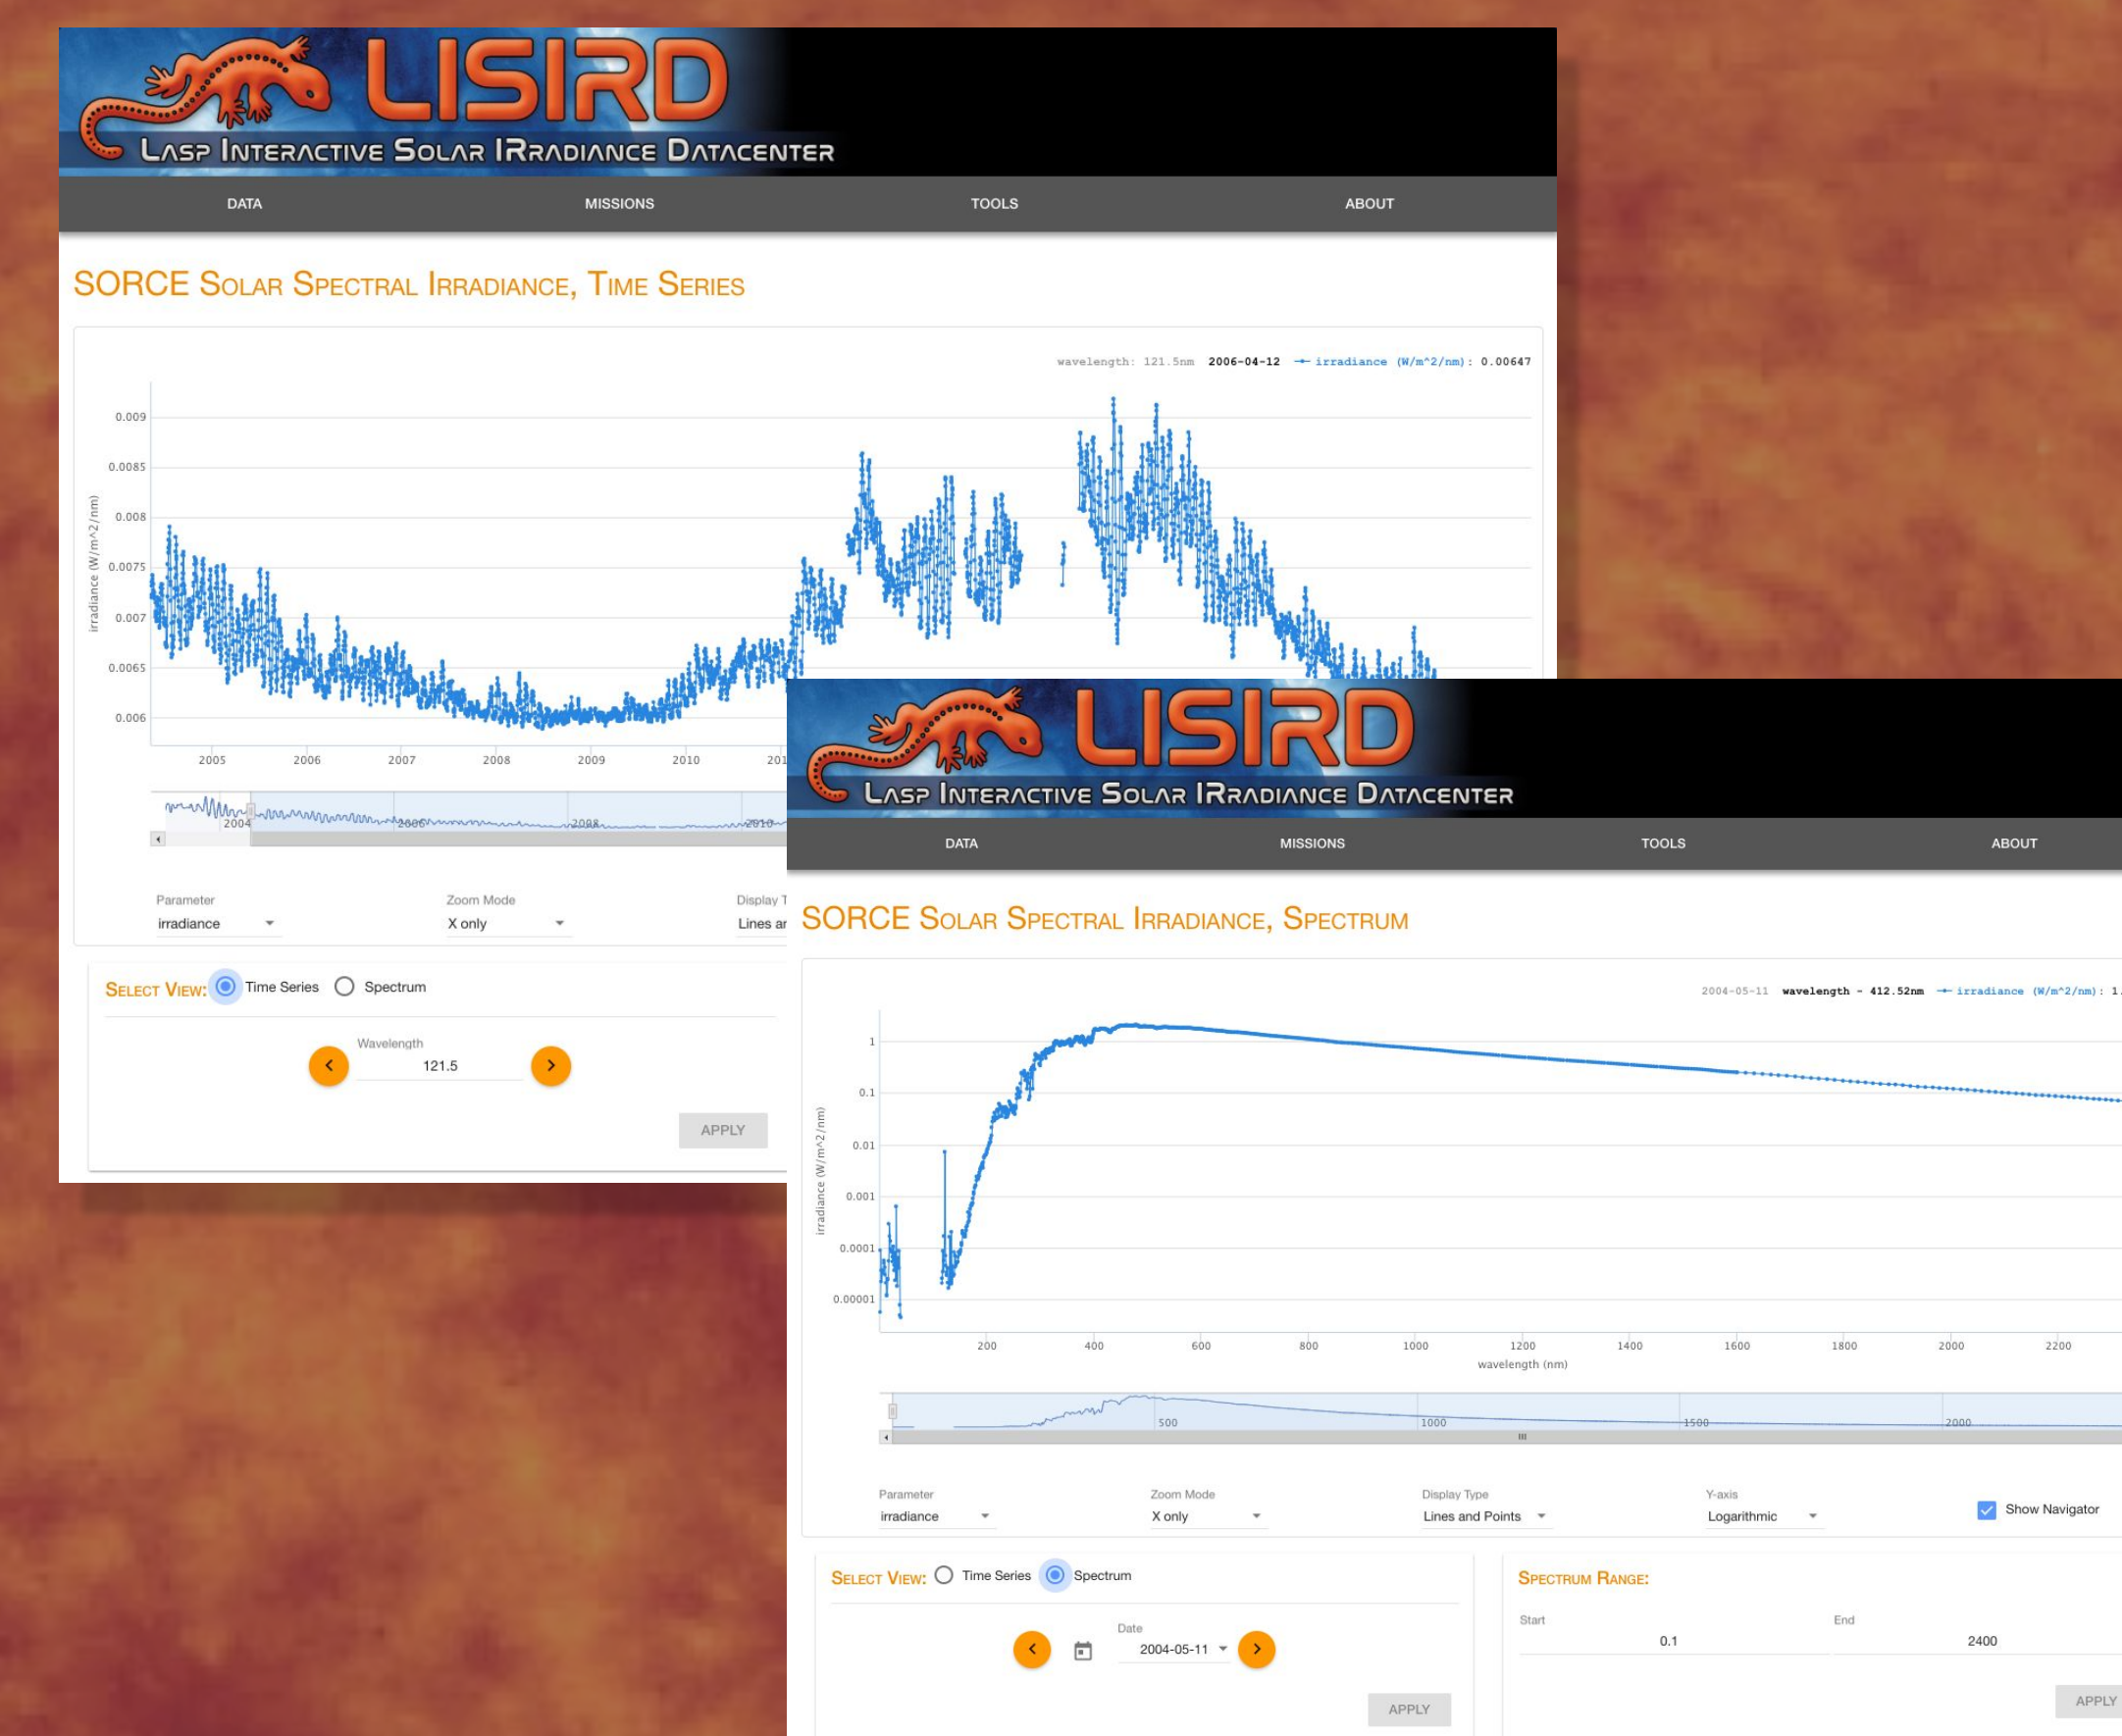 LISIRD
LASP INTERACTIVE SOLAR IRRADIANCE DATACENTER
DATA MISSIONS TOOLS ABOUT
SORCE SOLAR SPECTRAL IRRADIANCE, TIME SERIES
wavelength: 121.5nm 2006-04-12 irradiance (W/m^2/nm): 0.00647
0.009
0.0085
0.008
0.0075
0.007
0.0065
0.006
irradiance (W/m^2/nm)
2005 2006 2007 2008 2009 2010 201
2004 2006 2008 2010
Parameter Zoom Mode Display T
irradiance X only Lines ar
SELECT VIEW: Time Series Spectrum
Wavelength
121.5
APPLY
LISIRD
LASP INTERACTIVE SOLAR IRRADIANCE DATACENTER
DATA MISSIONS TOOLS ABOUT
SORCE SOLAR SPECTRAL IRRADIANCE, SPECTRUM
2004-05-11 wavelength - 412.52nm irradiance (W/m^2/nm): 1.
1
0.1
0.01
0.001
0.0001
0.00001
irradiance (W/m^2/nm)
200 400 600 800 1000 1200 1400 1600 1800 2000 2200
wavelength (nm)
500 1000 1500 2000
Parameter Zoom Mode Display Type Y-axis
irradiance X only Lines and Points Logarithmic Show Navigator
SELECT VIEW: Time Series Spectrum
Date
2004-05-11
APPLY
SPECTRUM RANGE:
Start End
0.1 2400
APPLY